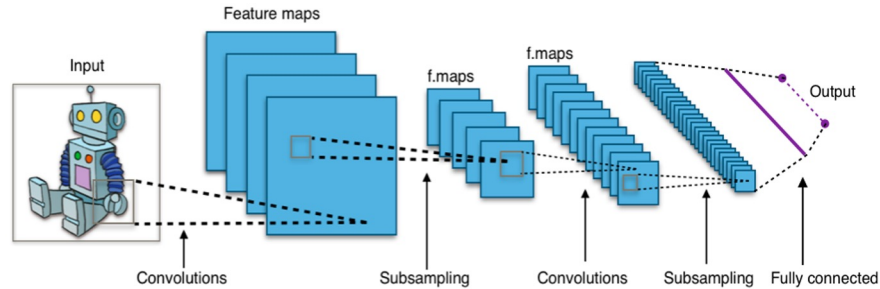 Feature maps
Input
f.maps
f.maps
Output
Convolutions
Subsampling
Convolutions
Subsampling
Fully connected